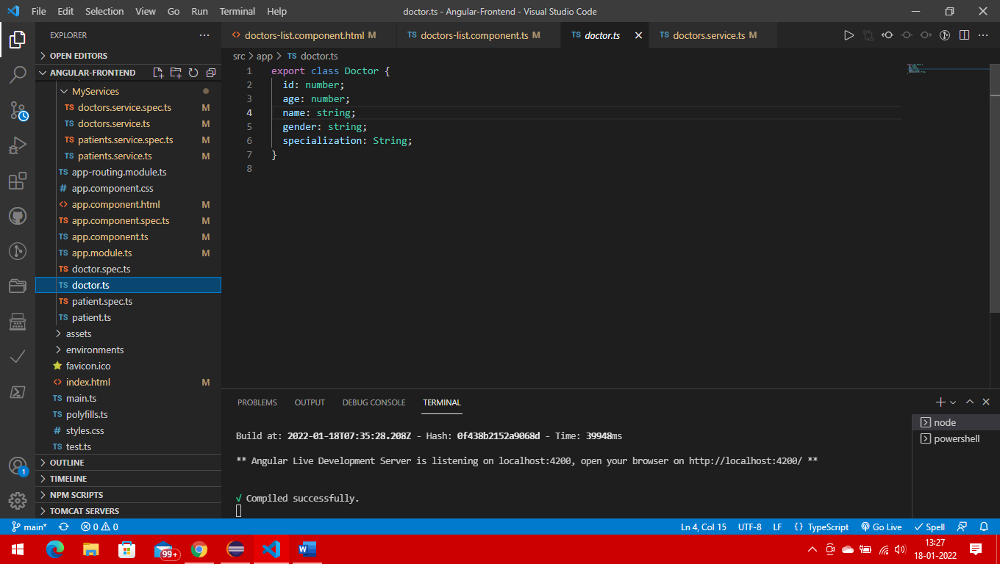 File Edit Selection View Go Run Terminal Help
doctor.ts - Angular-Frontend - Visual Studio Code
EXPLORER
OPEN EDITORS
ANGULAR-FRONTEND
MyServices
TS doctors.service.spec.ts M
TS doctors.service.ts M
TS patients.service.spec.ts M
TS patients.service.ts M
TS app-routing.module.ts
# app.component.css
<> app.component.html M
TS app.component.spec.ts M
TS app.component.ts M
TS app.module.ts M
TS doctor.spec.ts
TS doctor.ts
TS patient.spec.ts
TS patient.ts
assets
environments
favicon.ico
<> index.html M
TS main.ts
TS polyfills.ts
# styles.css
TS test.ts
OUTLINE
TIMELINE
NPM SCRIPTS
TOMCAT SERVERS
1
<> doctors-list.component.html M
TS doctors-list.component.ts M
TS doctor.ts
TS doctors.service.ts M
src > app > TS doctor.ts
1 export class Doctor {
2 id: number;
3 age: number;
4 name: string;
5 gender: string;
6 specialization: String;
7 }
8
PROBLEMS OUTPUT DEBUG CONSOLE TERMINAL
Build at: 2022-01-18T07:35:28.208Z - Hash: 0f438b2152a9068d - Time: 39948ms
** Angular Live Development Server is listening on localhost:4200, open your browser on http://localhost:4200/ **
√ Compiled successfully.
node
powershell
main* 0 0
Ln 4, Col 15 UTF-8 LF {} TypeScript Go Live Spell
99+
W
13:27
18-01-2022